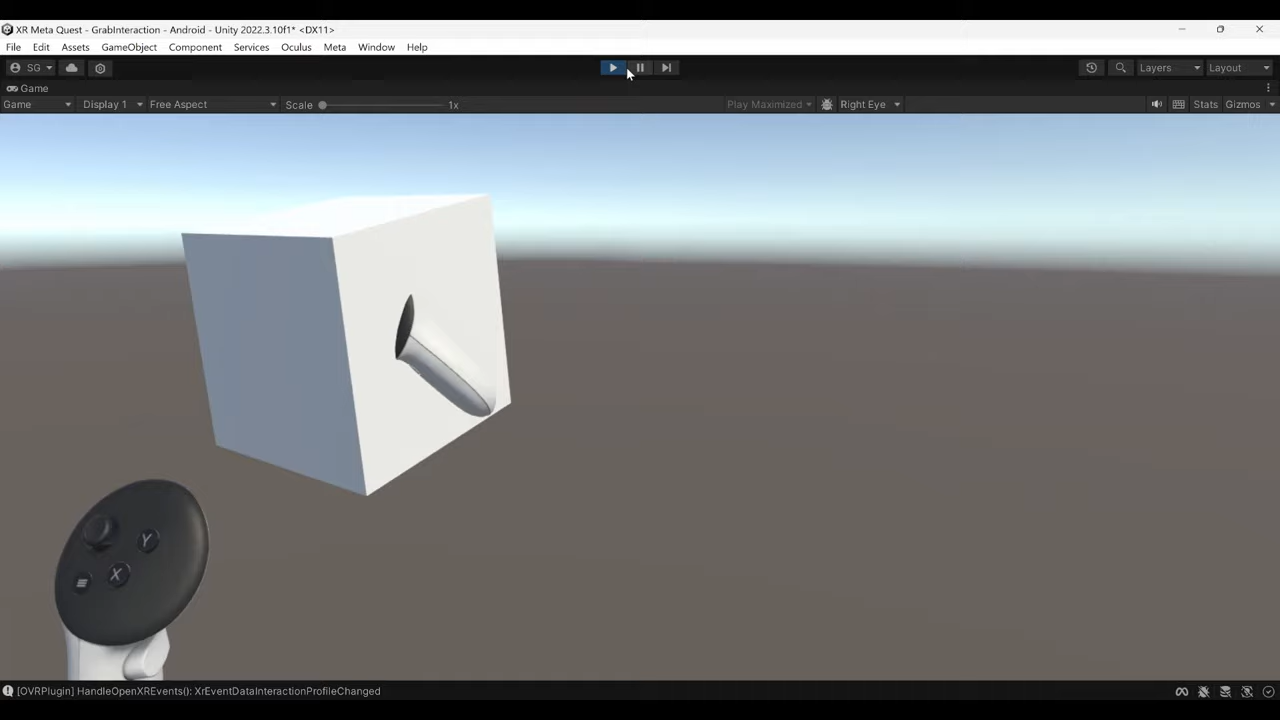 XR Meta Quest - GrabInteraction - Android - Unity 2022.3.10f1* <DX11>
File Edit Assets GameObject Component Services Oculus Meta Window Help
SG Layers Layout
Game
Game Display 1 Free Aspect Scale 1x Play Maximized Right Eye Stats Gizmos
Y
X
[OVRPlugin] HandleOpenXREvents(): XrEventDataInteractionProfileChanged